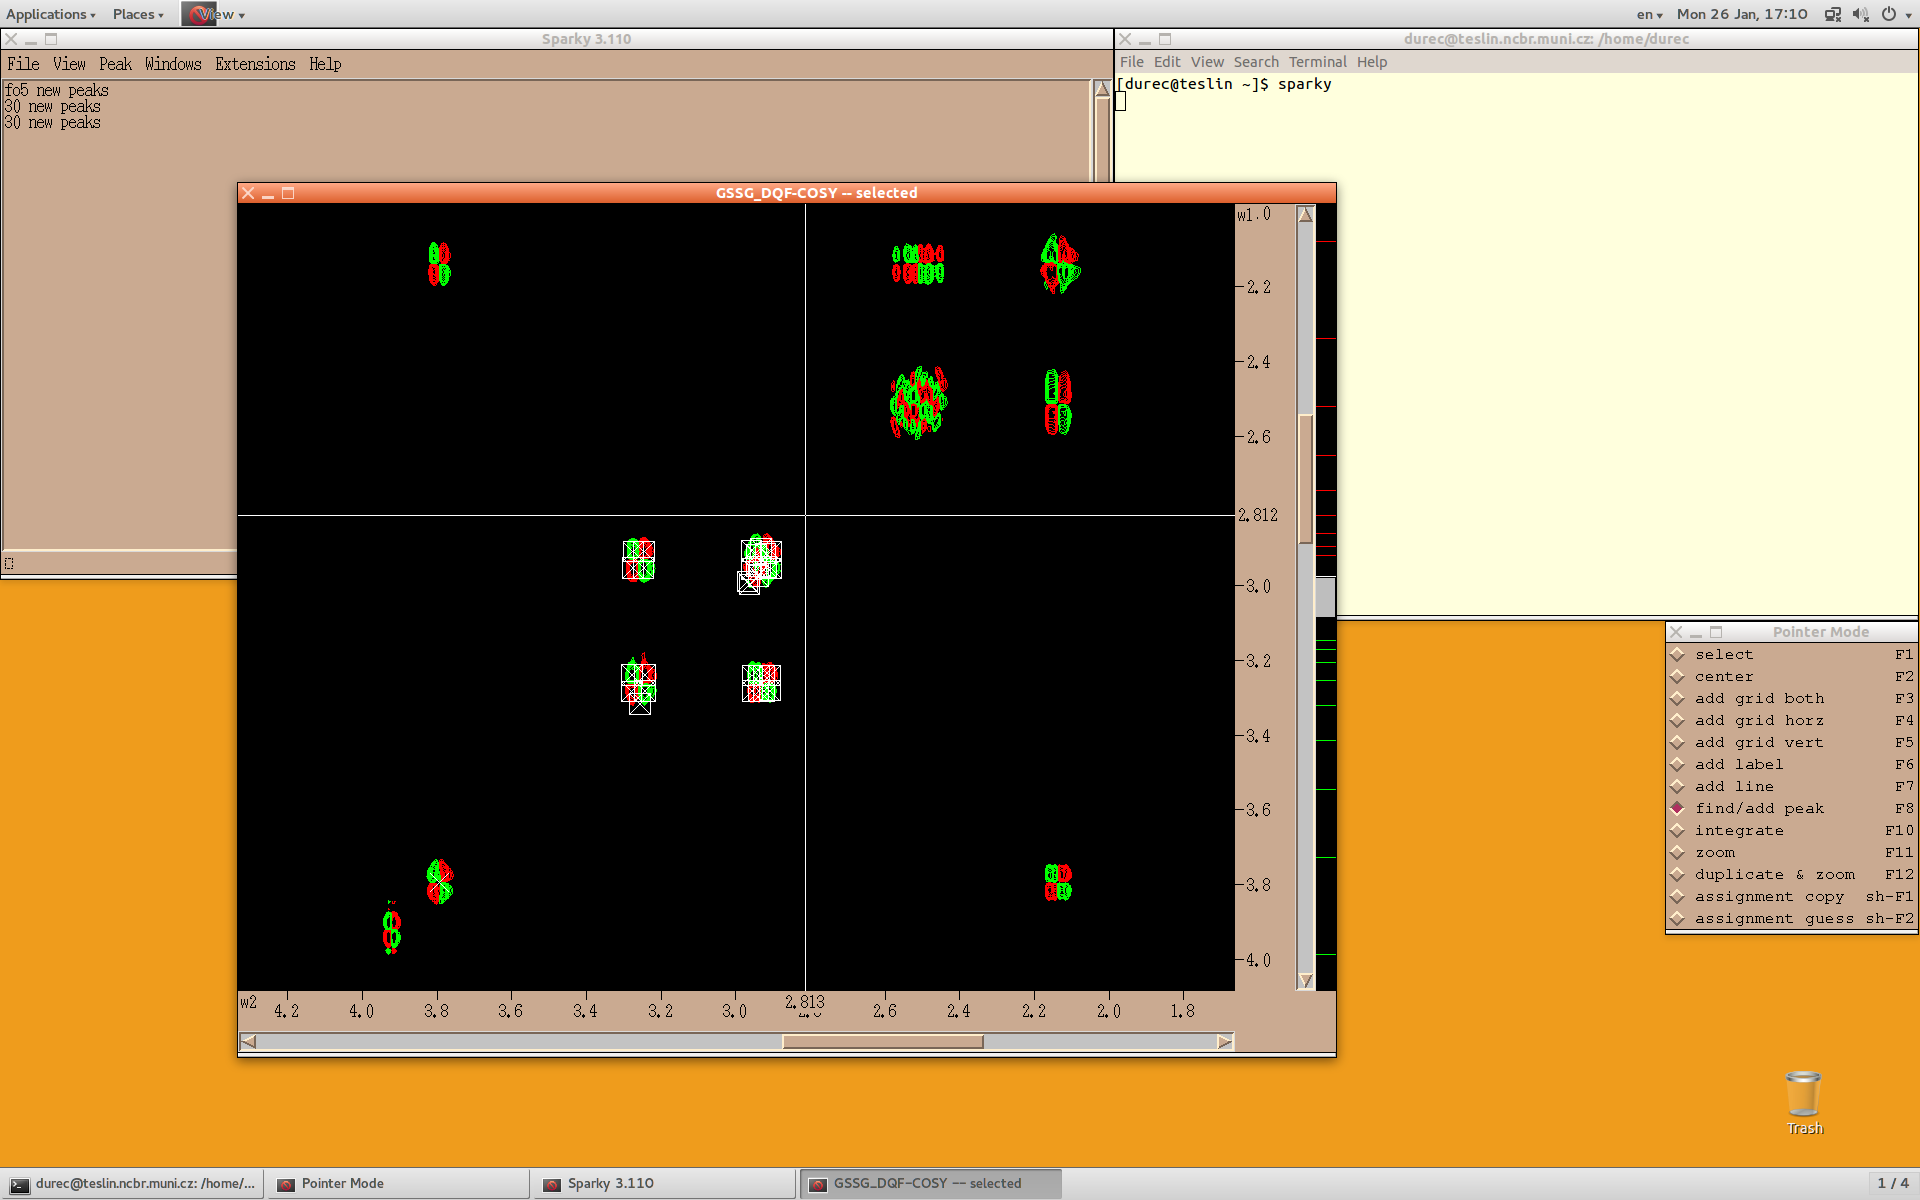 Applications Places View en Mon 26 Jan, 17:10
Sparky 3.110
File View Peak Windows Extensions Help
fo5 new peaks
30 new peaks
30 new peaks
durec@teslin.ncbr.muni.cz: /home/durec
File Edit View Search Terminal Help
[durec@teslin ~]$ sparky
GSSG_DQF-COSY -- selected
w1.0
2.2
2.4
2.6
2.812
3.0
3.2
3.4
3.6
3.8
4.0
w2
2.813
4.2 4.0 3.8 3.6 3.4 3.2 3.0 2.6 2.4 2.2 2.0 1.8
Pointer Mode
select F1
center F2
add grid both F3
add grid horz F4
add grid vert F5
add label F6
add line F7
find/add peak F8
integrate F10
zoom F11
duplicate & zoom F12
assignment copy sh-F1
assignment guess sh-F2
Trash
durec@teslin.ncbr.muni.cz: /home/... Pointer Mode Sparky 3.110 GSSG_DQF-COSY -- selected 1 / 4